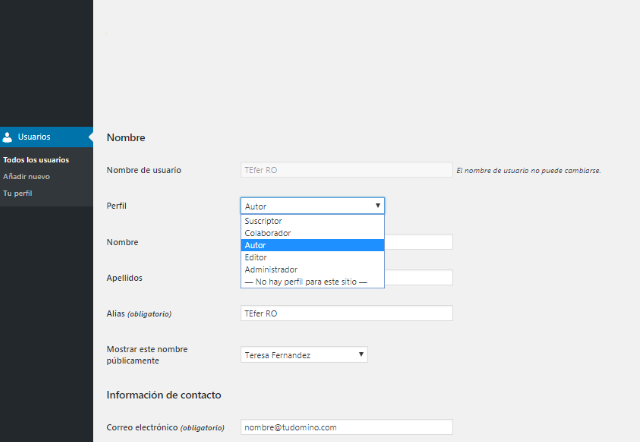 Usuarios
Todos los usuarios
Añadir nuevo
Tu perfil
Nombre
Nombre de usuario TEfer RO El nombre de usuario no puede cambiarse.
Perfil Autor
Suscriptor
Colaborador
Autor
Editor
Administrador
— No hay perfil para este sitio —
Nombre
Apellidos
Alias (obligatorio) TEfer RO
Mostrar este nombre
públicamente
Teresa Fernandez
Información de contacto
Correo electrónico (obligatorio) nombre@tudomino.com